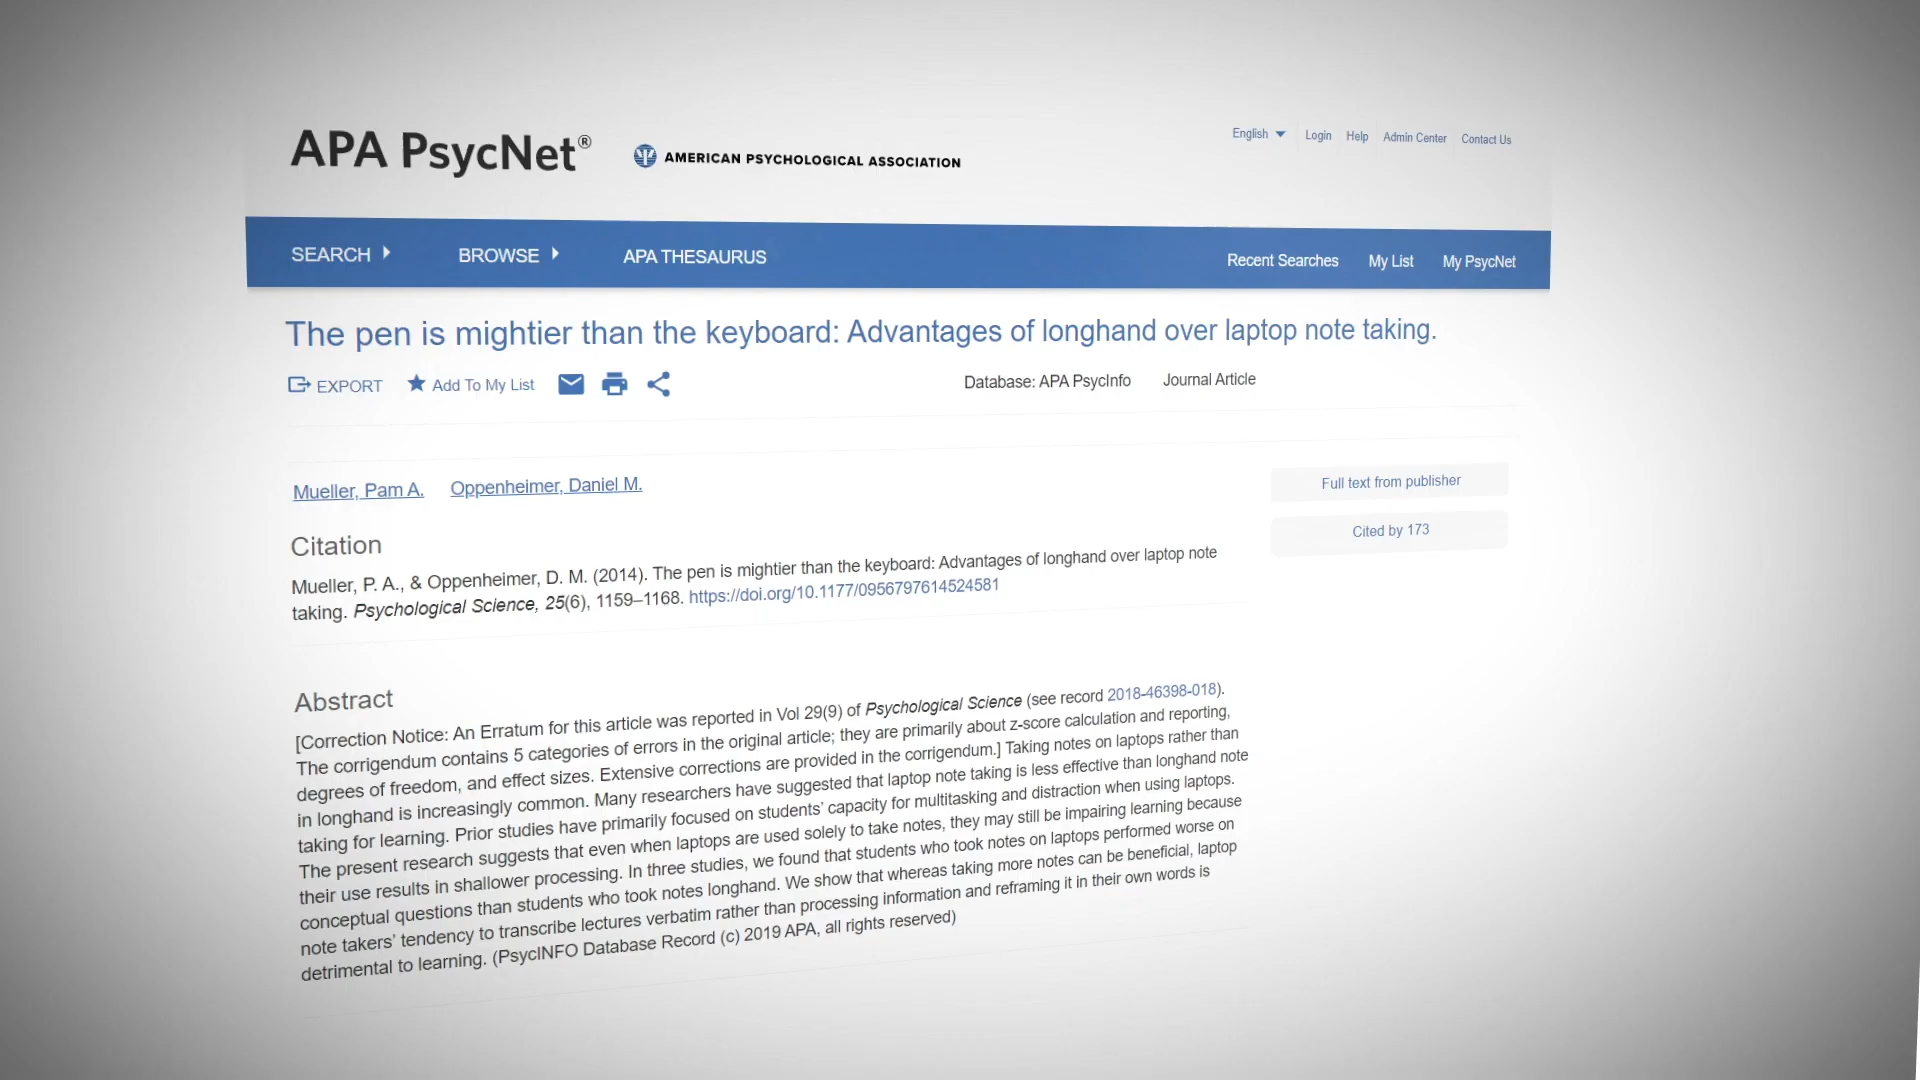 APA PsycNet®
AMERICAN PSYCHOLOGICAL ASSOCIATION
English Login Help Admin Center Contact Us
SEARCH BROWSE APA THESAURUS Recent Searches My List My PsycNet
The pen is mightier than the keyboard: Advantages of longhand over laptop note taking.
EXPORT Add To My List Database: APA PsycInfo Journal Article
Mueller, Pam A. Oppenheimer, Daniel M.
Full text from publisher
Cited by 173
Citation
Mueller, P. A., & Oppenheimer, D. M. (2014). The pen is mightier than the keyboard: Advantages of longhand over laptop note
taking. Psychological Science, 25(6), 1159–1168. https://doi.org/10.1177/0956797614524581
Abstract
[Correction Notice: An Erratum for this article was reported in Vol 29(9) of Psychological Science (see record 2018-46398-018).
The corrigendum contains 5 categories of errors in the original article; they are primarily about z-score calculation and reporting,
degrees of freedom, and effect sizes. Extensive corrections are provided in the corrigendum.] Taking notes on laptops rather than
in longhand is increasingly common. Many researchers have suggested that laptop note taking is less effective than longhand note
taking for learning. Prior studies have primarily focused on students’ capacity for multitasking and distraction when using laptops.
The present research suggests that even when laptops are used solely to take notes, they may still be impairing learning because
their use results in shallower processing. In three studies, we found that students who took notes on laptops performed worse on
conceptual questions than students who took notes longhand. We show that whereas taking more notes can be beneficial, laptop
note takers’ tendency to transcribe lectures verbatim rather than processing information and reframing it in their own words is
detrimental to learning. (PsycINFO Database Record (c) 2019 APA, all rights reserved)